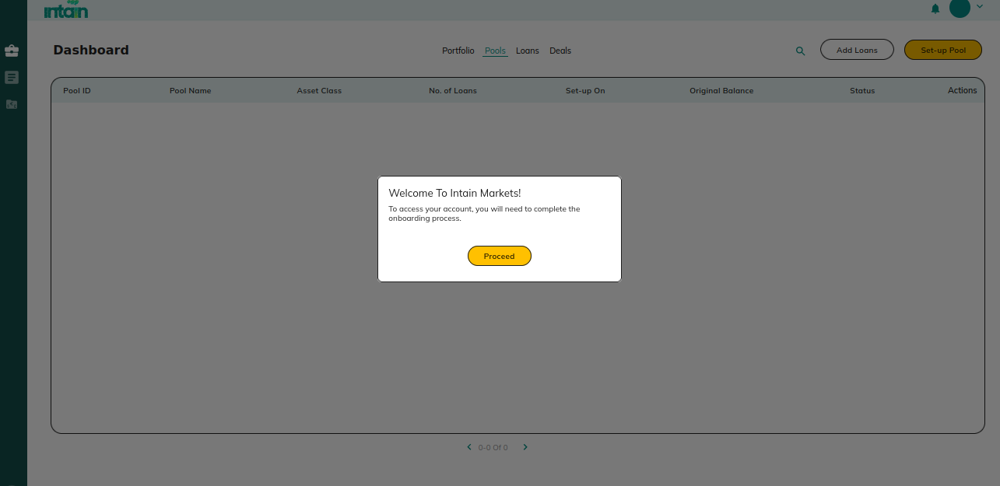 intain
Dashboard
Portfolio Pools Loans Deals
Add Loans
Set-up Pool
Pool ID Pool Name Asset Class No. of Loans Set-up On Original Balance Status Actions
Welcome To Intain Markets!
To access your account, you will need to complete the
onboarding process.
Proceed
0-0 Of 0